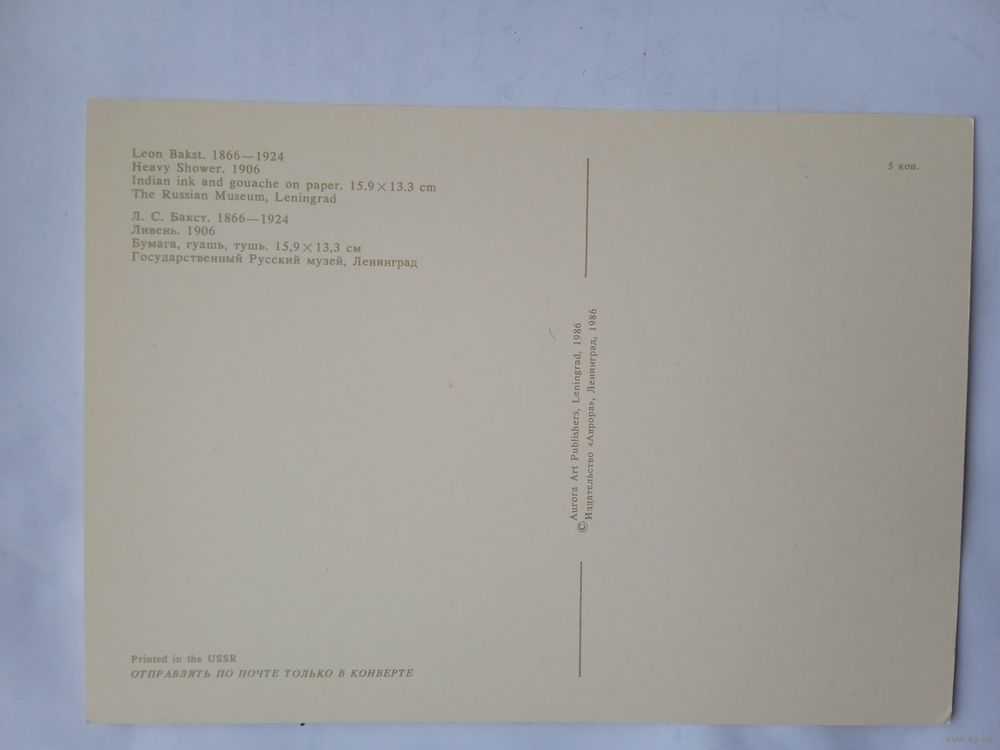 Leon Bakst. 1866—1924
Heavy Shower. 1906
Indian ink and gouache on paper. 15.9×13.3 cm
The Russian Museum, Leningrad
Л. С. Бакст. 1866—1924
Ливень. 1906
Бумага, гуашь, тушь. 15,9×13,3 см
Государственный Русский музей, Ленинград
5 коп.
© Aurora Art Publishers, Leningrad, 1986
Издательство «Аврора», Ленинград, 1986
Printed in the USSR
ОТПРАВЛЯТЬ ПО ПОЧТЕ ТОЛЬКО В КОНВЕРТЕ